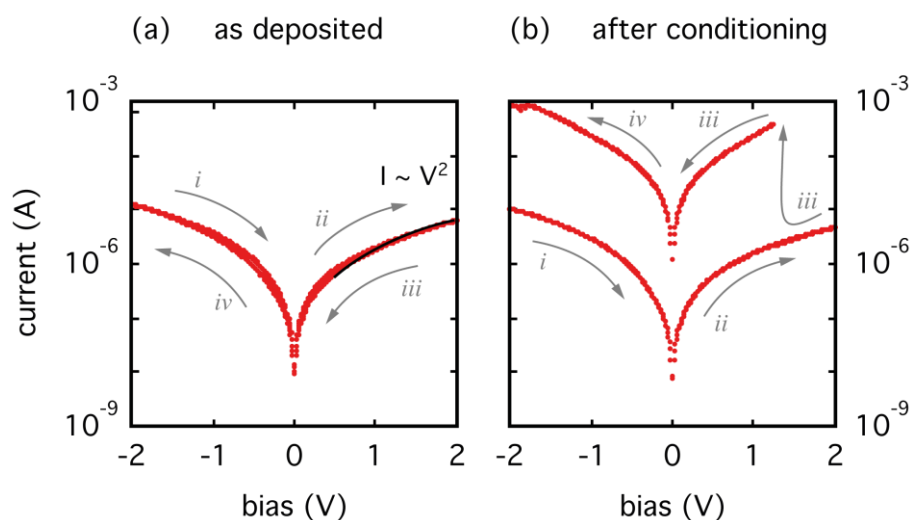 (a) as deposited
(b) after conditioning
10⁻³
10⁻⁶
10⁻⁹
current (A)
i
ii
iii
iv
I ~ V²
-2 -1 0 1 2
bias (V)
iv
iii
iii
i
ii
10⁻³
10⁻⁶
10⁻⁹
-2 -1 0 1 2
bias (V)